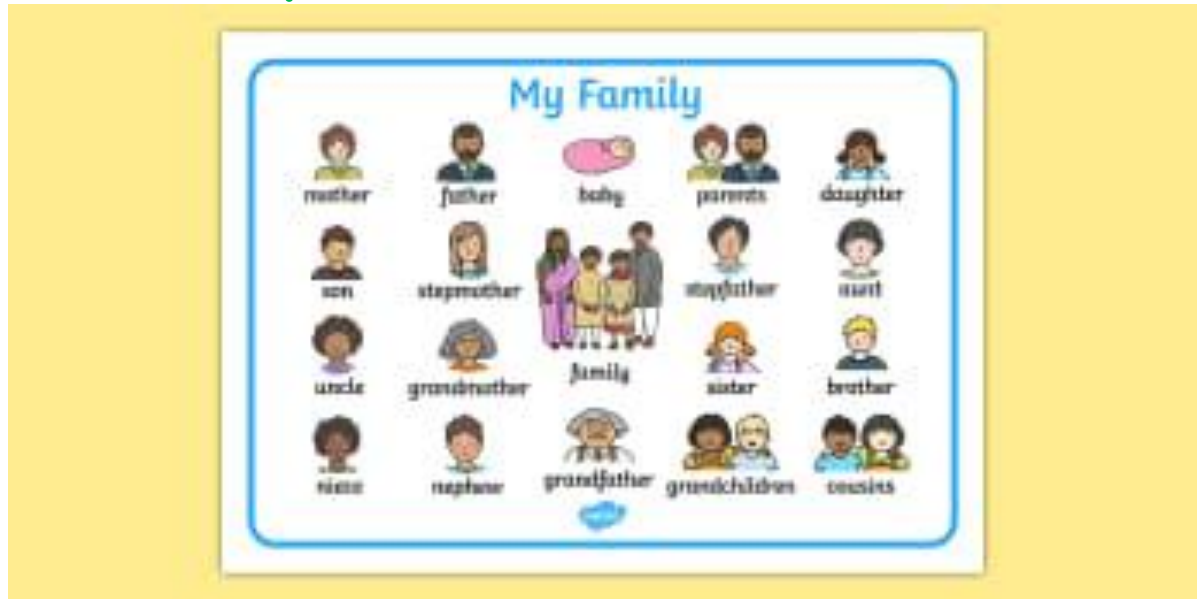 My Family
mother father baby parents daughter
son stepmother stepfather aunt
uncle grandmother family sister brother
niece nephew grandfather grandchildren cousins